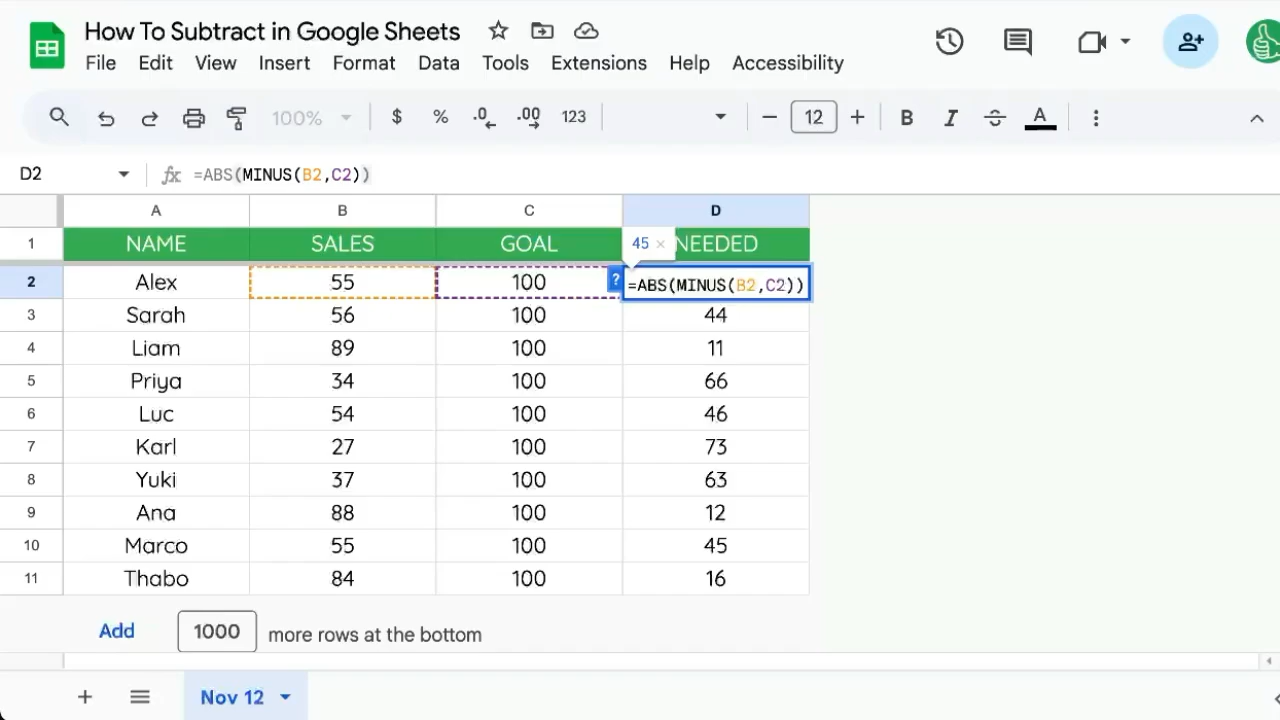 How To Subtract in Google Sheets
File Edit View Insert Format Data Tools Extensions Help Accessibility
100% $ % .0 .00 123 12 B I A
D2 fx =ABS(MINUS(B2,C2))
A B C D
1 NAME SALES GOAL 45 × NEEDED
2 Alex 55 100 ? =ABS(MINUS(B2,C2))
3 Sarah 56 100 44
4 Liam 89 100 11
5 Priya 34 100 66
6 Luc 54 100 46
7 Karl 27 100 73
8 Yuki 37 100 63
9 Ana 88 100 12
10 Marco 55 100 45
11 Thabo 84 100 16
Add 1000 more rows at the bottom
Nov 12